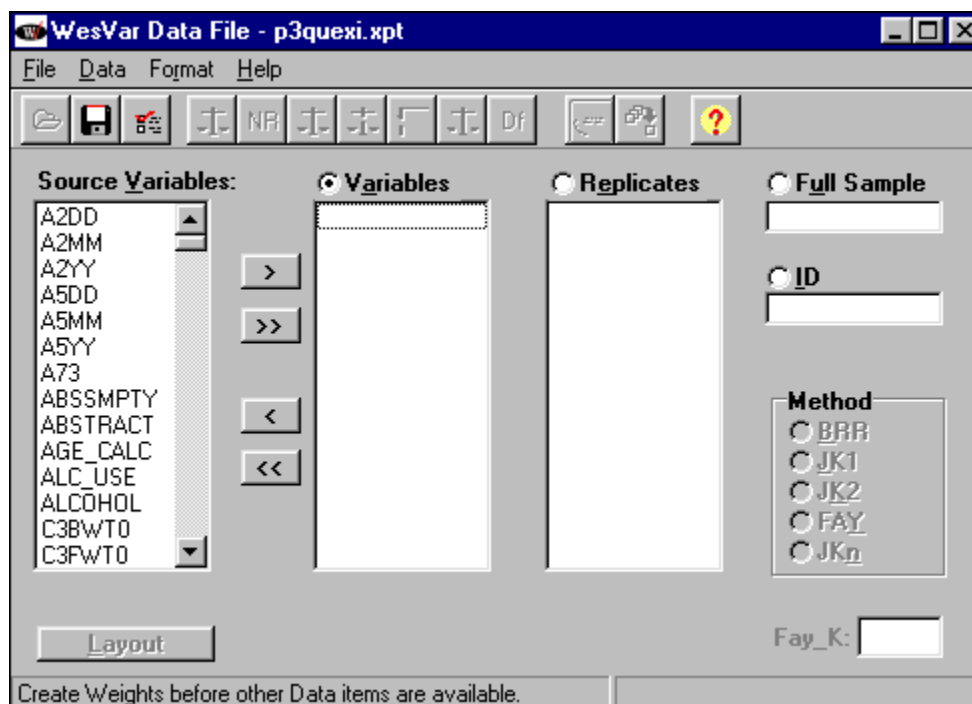 WesVar Data File - p3quexi.xpt
File Data Format Help
NR Df ?
Source Variables:
A2DD
A2MM
A2YY
A5DD
A5MM
A5YY
A73
ABSSMPTY
ABSTRACT
AGE_CALC
ALC_USE
ALCOHOL
C3BWT0
C3FWT0
>
>>
<
<<
Variables
Replicates
Full Sample
ID
Method
BRR
JK1
JK2
FAY
JKn
Layout
Fay_K:
Create Weights before other Data items are available.